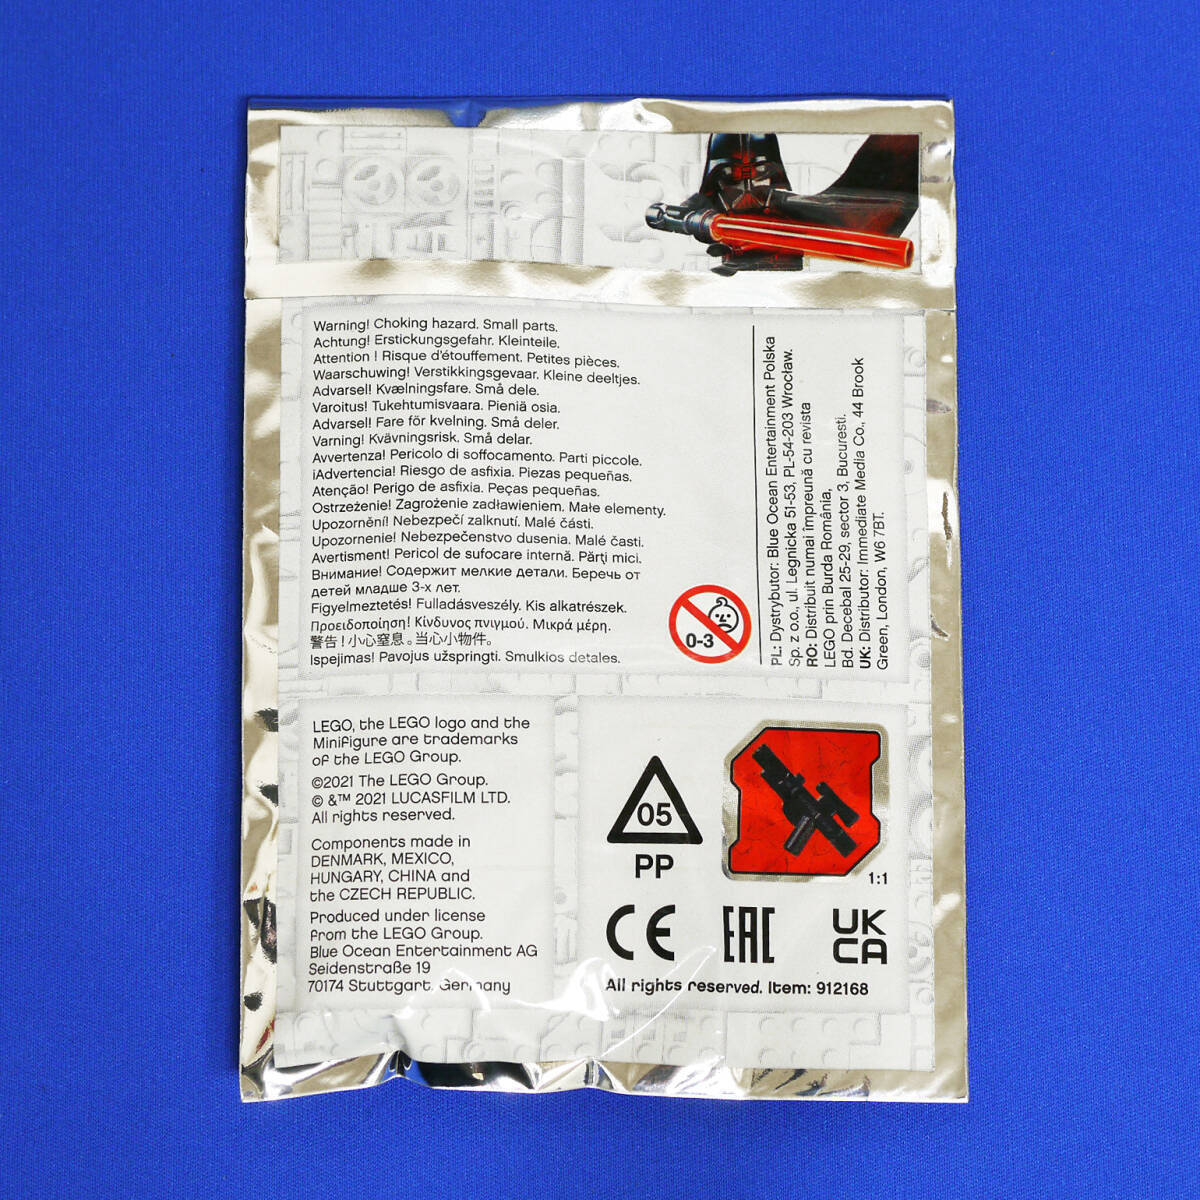 Warning! Choking hazard. Small parts.
Achtung! Erstickungsgefahr. Kleinteile.
Attention ! Risque d'étouffement. Petites pièces.
Waarschuwing! Verstikkingsgevaar. Kleine deeltjes.
Advarsel! Kvælningsfare. Små dele.
Varoitus! Tukehtumisvaara. Pieniä osia.
Advarsel! Fare för kvelning. Små deler.
Varning! Kvävningsrisk. Små delar.
Avvertenza! Pericolo di soffocamento. Parti piccole.
¡Advertencia! Riesgo de asfixia. Piezas pequeñas.
Atenção! Perigo de asfixia. Peças pequenas.
Ostrzeżenie! Zagrożenie zadławieniem. Małe elementy.
Upozornění! Nebezpečí zalknutí. Malé části.
Upozornenie! Nebezpečenstvo dusenia. Malé časti.
Avertisment! Pericol de sufocare internă. Părţi mici.
Внимание! Содержит мелкие детали. Беречь от
детей младше 3-х лет.
Figyelmeztetés! Fulladásveszély. Kis alkatrészek.
Προειδοποίηση! Κίνδυνος πνιγμού. Μικρά μέρη.
警告！小心窒息。当心小物件。
Įspejimas! Pavojus užspringti. Smulkios detales.
0-3
PL: Dystrybutor: Blue Ocean Entertainment Polska
Sp. z o.o., ul. Legnicka 51-53, PL-54-203 Wrocław.
RO: Distribuit numai împreună cu revista
LEGO prin Burda România,
Bd. Decebal 25-29, sector 3, Bucuresti.
UK: Distributor: Immediate Media Co., 44 Brook
Green, London, W6 7BT.
LEGO, the LEGO logo and the
Minifigure are trademarks
of the LEGO Group.
©2021 The LEGO Group.
© &™ 2021 LUCASFILM LTD.
All rights reserved.
Components made in
DENMARK, MEXICO,
HUNGARY, CHINA and
the CZECH REPUBLIC.
Produced under license
from the LEGO Group.
Blue Ocean Entertainment AG
Seidenstraße 19
70174 Stuttgart. Germany
05
PP
1:1
CE
EAC
UK
CA
All rights reserved. Item: 912168